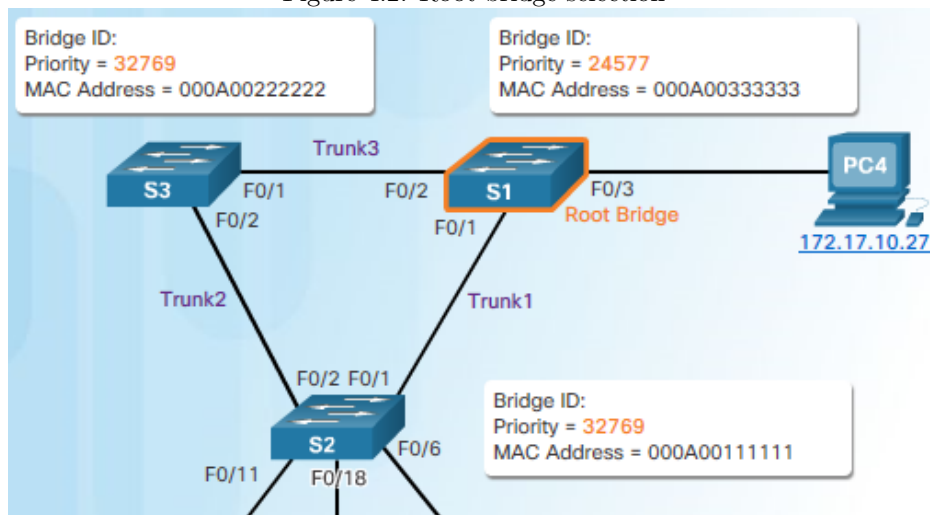 Bridge ID:
Priority = 32769
MAC Address = 000A00222222
Bridge ID:
Priority = 24577
MAC Address = 000A00333333
Trunk3
S3
F0/1
F0/2
S1
F0/3
PC4
F0/2
F0/1
Root Bridge
172.17.10.27
Trunk2
Trunk1
F0/2 F0/1
Bridge ID:
Priority = 32769
MAC Address = 000A00111111
S2
F0/6
F0/11
F0/18